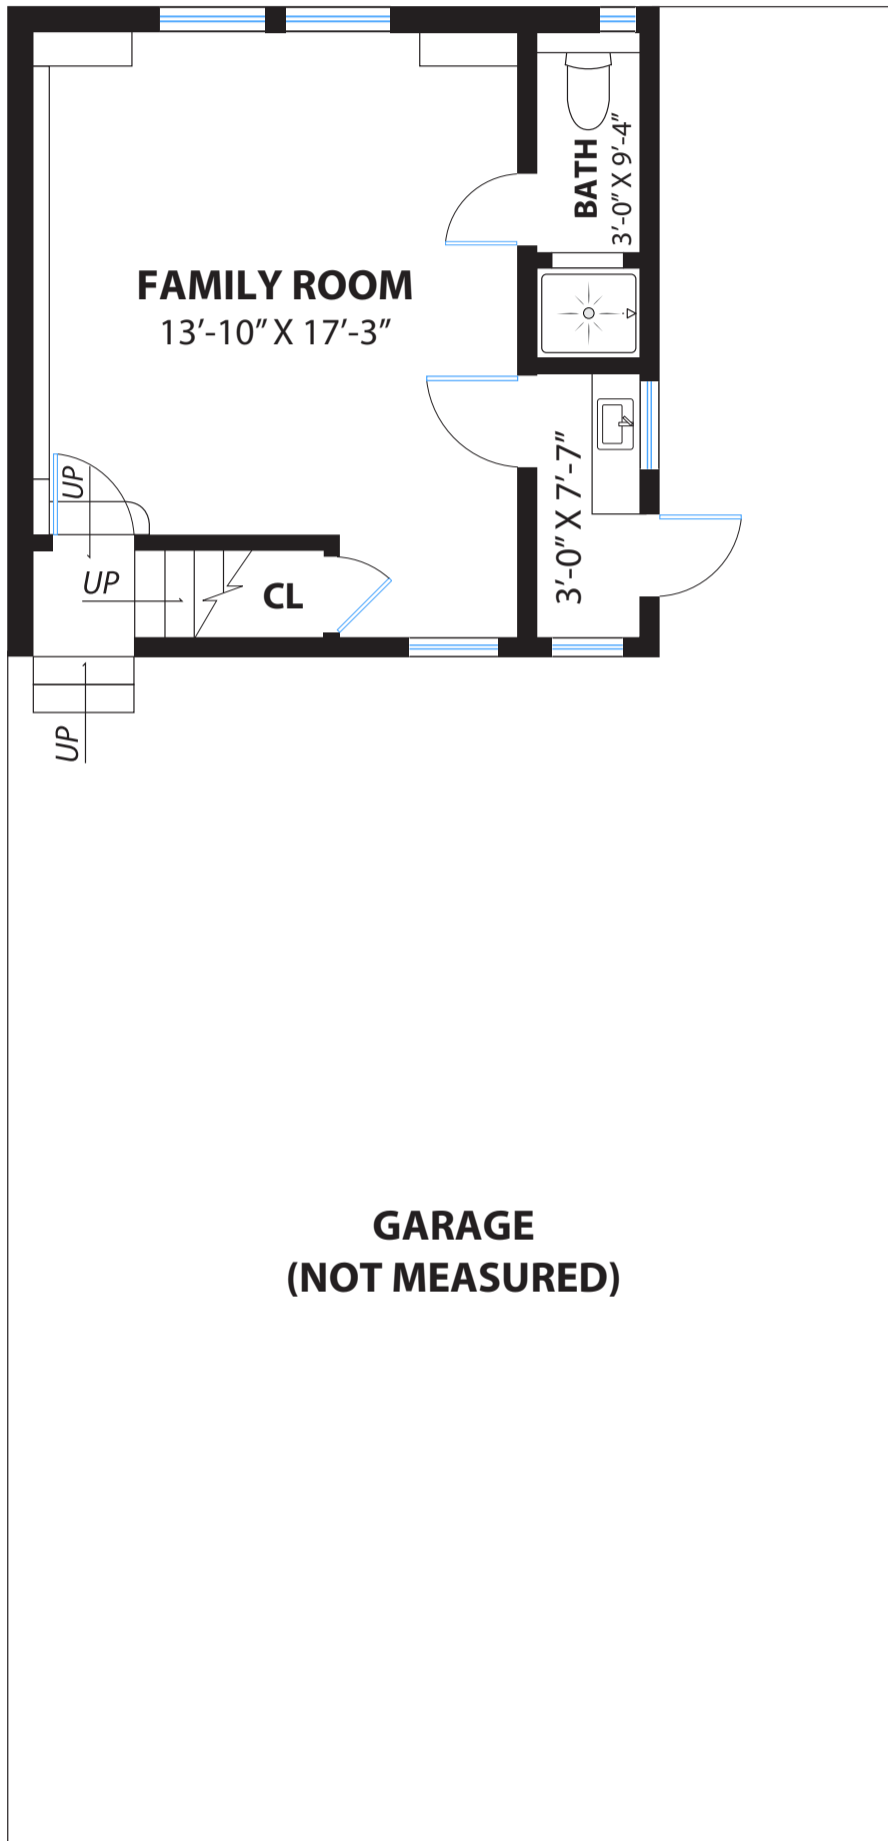 BATH
3'-0" X 9'-4"
FAMILY ROOM
13'-10" X 17'-3"
3'-0" X 7'-7"
UP
UP
CL
UP
GARAGE
(NOT MEASURED)